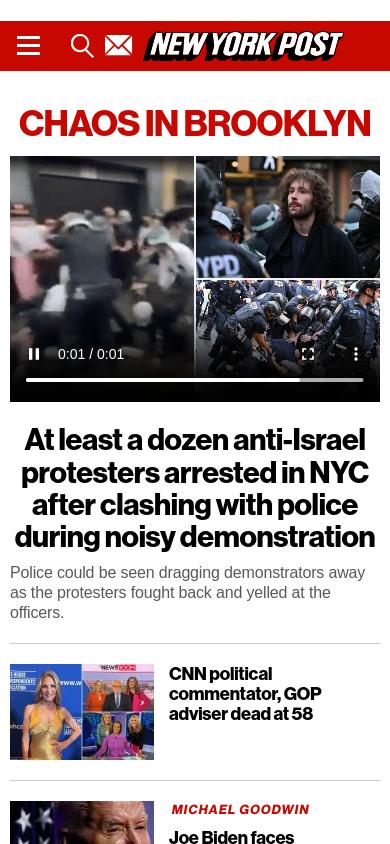 NEW YORK POST
CHAOS IN BROOKLYN
NYPD
0:01 / 0:01
At least a dozen anti-Israel
protesters arrested in NYC
after clashing with police
during noisy demonstration
Police could be seen dragging demonstrators away
as the protesters fought back and yelled at the
officers.
NEWSROOM
CNN political
commentator, GOP
adviser dead at 58
MICHAEL GOODWIN
Joe Biden faces